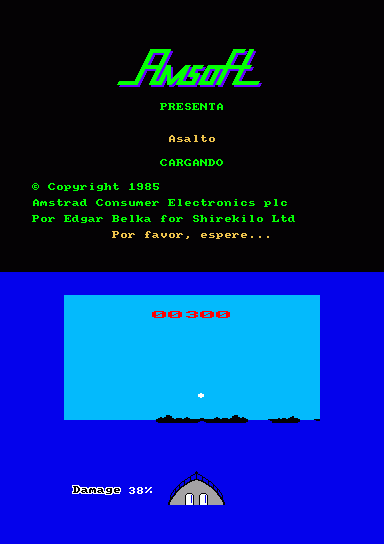 Amsoft
PRESENTA
Asalto
CARGANDO
© Copyright 1985
Amstrad Consumer Electronics plc
Por Edgar Belka for Shirekilo Ltd
Por favor, espere...
00300
Damage 38%